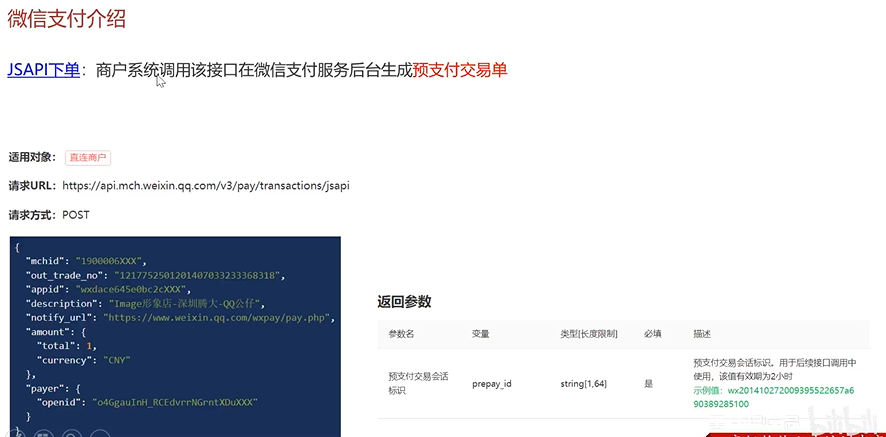 微信支付介绍
JSAPI下单：商户系统调用该接口在微信支付服务后台生成预支付交易单
适用对象： 直连商户
请求URL：https://api.mch.weixin.qq.com/v3/pay/transactions/jsapi
请求方式：POST
{
"mchid": "1900006XXX",
"out_trade_no": "1217752501201407033233368318",
"appid": "wxdace645e0bc2cXXX",
"description": "Image形象店-深圳腾大-QQ公仔",
"notify_url": "https://www.weixin.qq.com/wxpay/pay.php",
"amount": {
"total": 1,
"currency": "CNY"
},
"payer": {
"openid": "o4GgauInH_RCEdvrrNGrntXDuXXX"
}
返回参数
参数名 变量 类型[长度限制] 必填 描述
预支付交易会话标识 prepay_id string[1,64] 是 预支付交易会话标识。用于后续接口调用中
使用，该值有效期为2小时
示例值：wx201410272009395522657a6
90389285100
bilibili